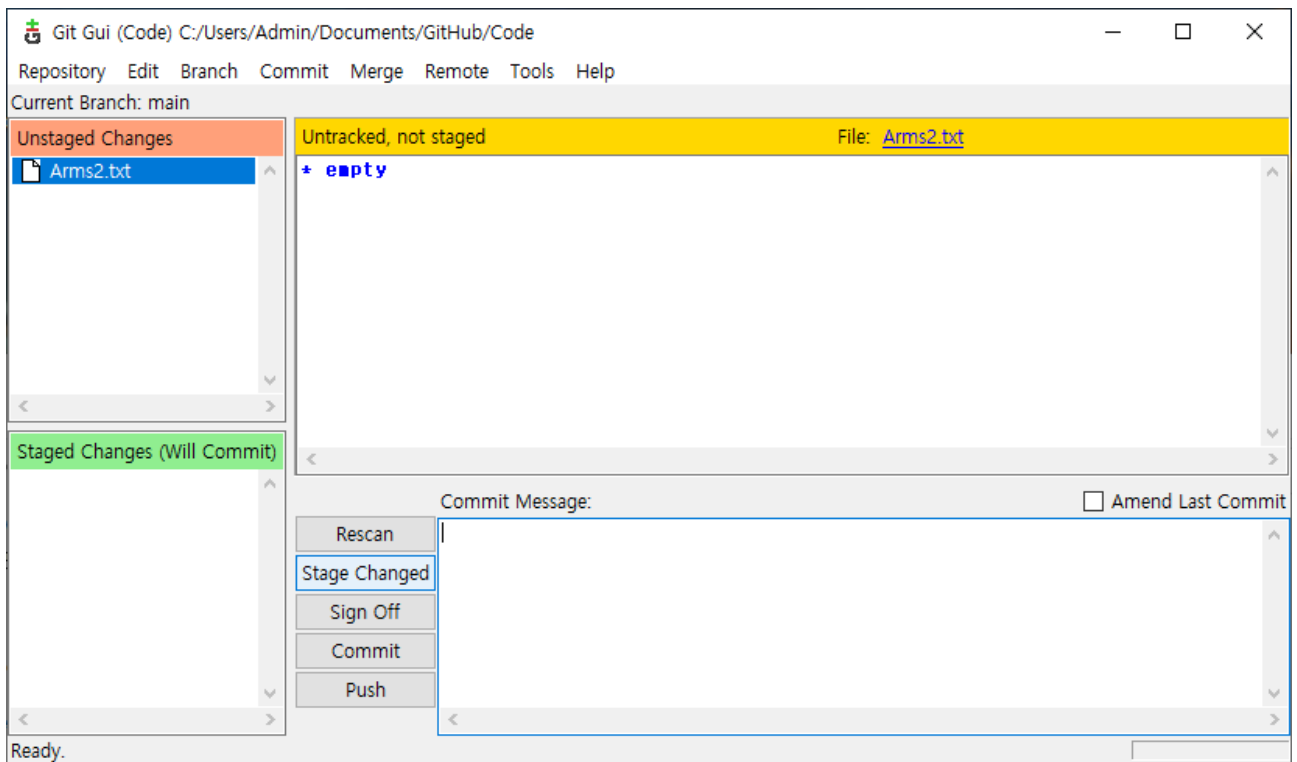 Git Gui (Code) C:/Users/Admin/Documents/GitHub/Code
Repository Edit Branch Commit Merge Remote Tools Help
Current Branch: main
Unstaged Changes
Arms2.txt
Untracked, not staged File: Arms2.txt
* empty
Staged Changes (Will Commit)
Commit Message: Amend Last Commit
Rescan
Stage Changed
Sign Off
Commit
Push
Ready.